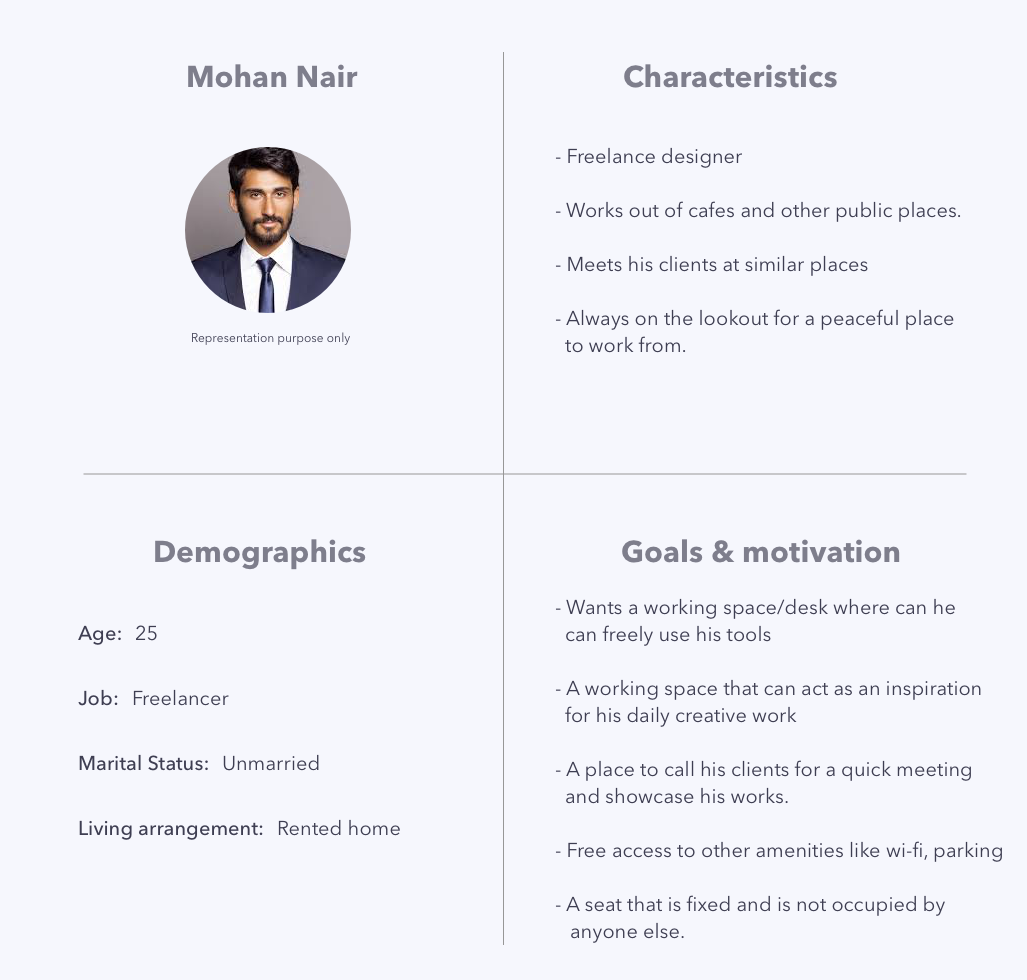 Mohan Nair
Representation purpose only
Characteristics
- Freelance designer
- Works out of cafes and other public places.
- Meets his clients at similar places
- Always on the lookout for a peaceful place
to work from.
Demographics
Age: 25
Job: Freelancer
Marital Status: Unmarried
Living arrangement: Rented home
Goals & motivation
- Wants a working space/desk where can he
can freely use his tools
- A working space that can act as an inspiration
for his daily creative work
- A place to call his clients for a quick meeting
and showcase his works.
- Free access to other amenities like wi-fi, parking
- A seat that is fixed and is not occupied by
anyone else.